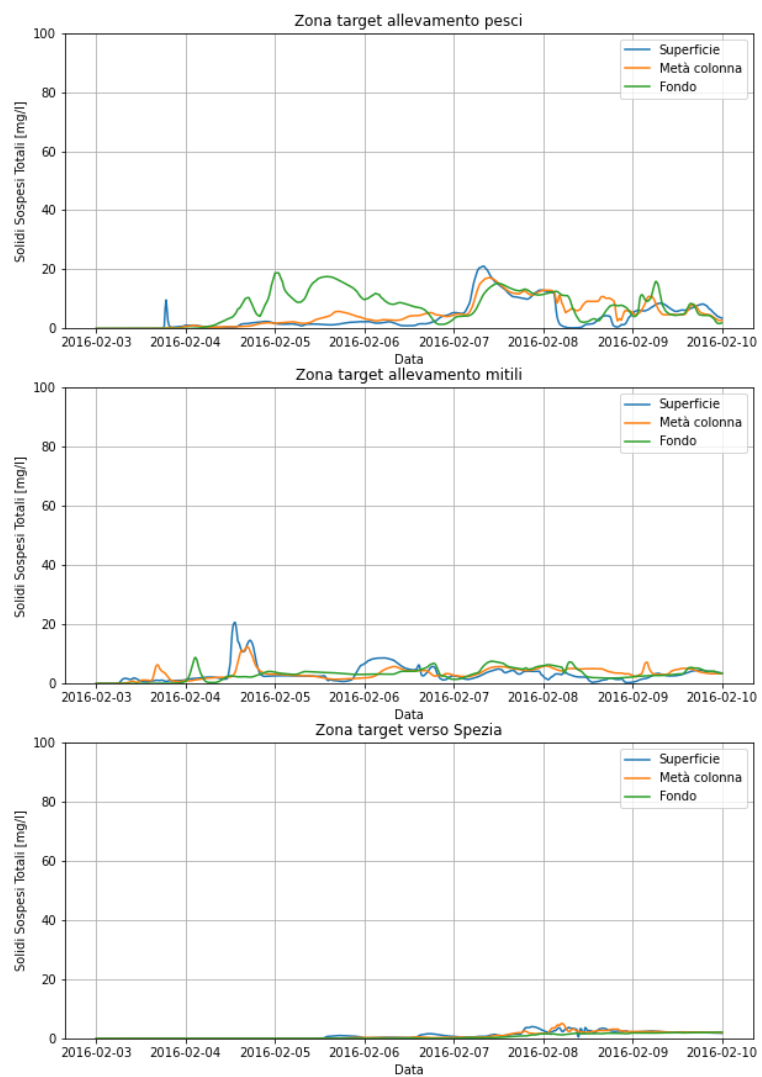 Zona target allevamento pesci
Solidi Sospesi Totali [mg/l]
100
80
60
40
20
0
Superficie
Metà colonna
Fondo
2016-02-03 2016-02-04 2016-02-05 2016-02-06 2016-02-07 2016-02-08 2016-02-09 2016-02-10
Data
Zona target allevamento mitili
Solidi Sospesi Totali [mg/l]
100
80
60
40
20
0
Superficie
Metà colonna
Fondo
2016-02-03 2016-02-04 2016-02-05 2016-02-06 2016-02-07 2016-02-08 2016-02-09 2016-02-10
Data
Zona target verso Spezia
Solidi Sospesi Totali [mg/l]
100
80
60
40
20
0
Superficie
Metà colonna
Fondo
2016-02-03 2016-02-04 2016-02-05 2016-02-06 2016-02-07 2016-02-08 2016-02-09 2016-02-10
Data